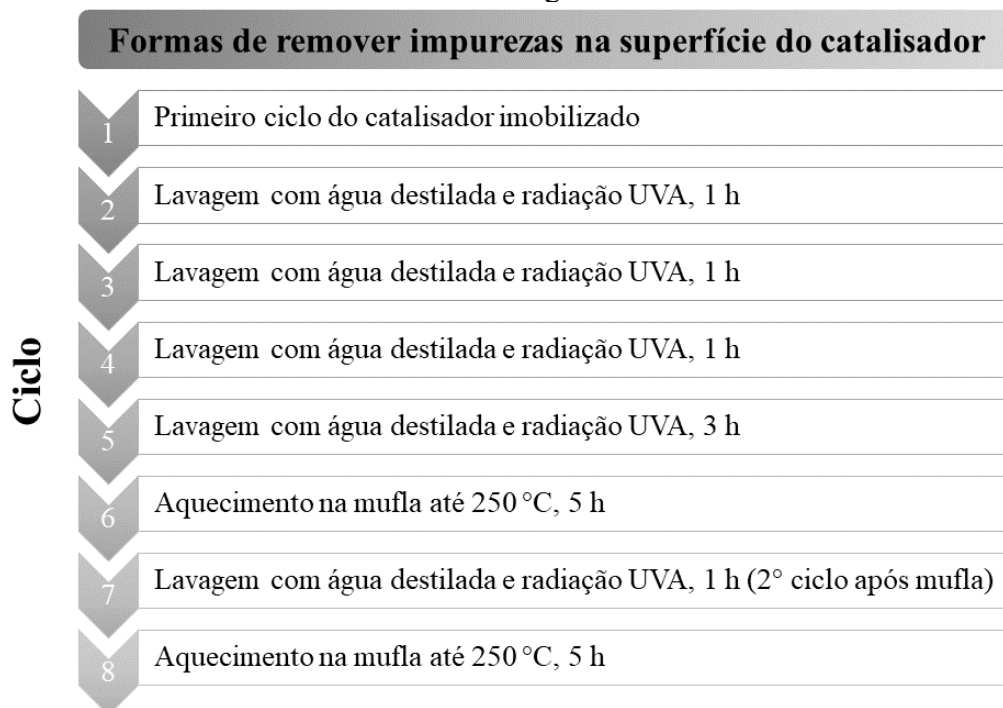 Formas de remover impurezas na superfície do catalisador
Ciclo
1 Primeiro ciclo do catalisador imobilizado
2 Lavagem com água destilada e radiação UVA, 1 h
3 Lavagem com água destilada e radiação UVA, 1 h
4 Lavagem com água destilada e radiação UVA, 1 h
5 Lavagem com água destilada e radiação UVA, 3 h
6 Aquecimento na mufla até 250 °C, 5 h
7 Lavagem com água destilada e radiação UVA, 1 h (2° ciclo após mufla)
8 Aquecimento na mufla até 250 °C, 5 h